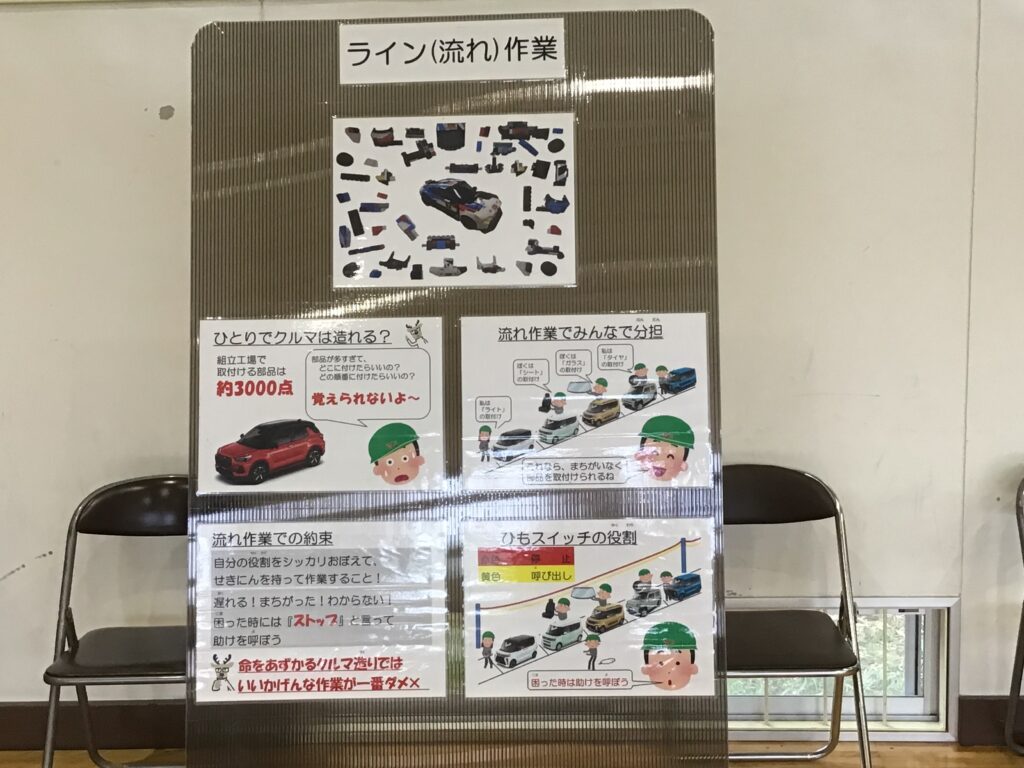 ライン(流れ)作業
ひとりでクルマは造れる？
組立工場で
取付ける部品は
約3000点
部品が多すぎて、
どこに付けたらいいの？
どの順番に付けたらいいの？
覚えられないよ～
流れ作業でみんなで分担
私は
「ライト」
の取付け
ぼくは
「シート」
の取付け
ぼくは
「ガラス」
の取付け
私は
「タイヤ」
の取付け
これなら、まちがいなく
部品を取付けられるね
流れ作業での約束
自分の役割をシッカリおぼえて、
せきにんを持って作業すること！
遅れる！まちがった！わからない！
困った時には『ストップ』と言って
助けを呼ぼう
命をあずかるクルマ造りでは
いいかげんな作業が一番ダメ×
ひもスイッチの役割
停止
黄色 呼び出し
困った時は助けを呼ぼう